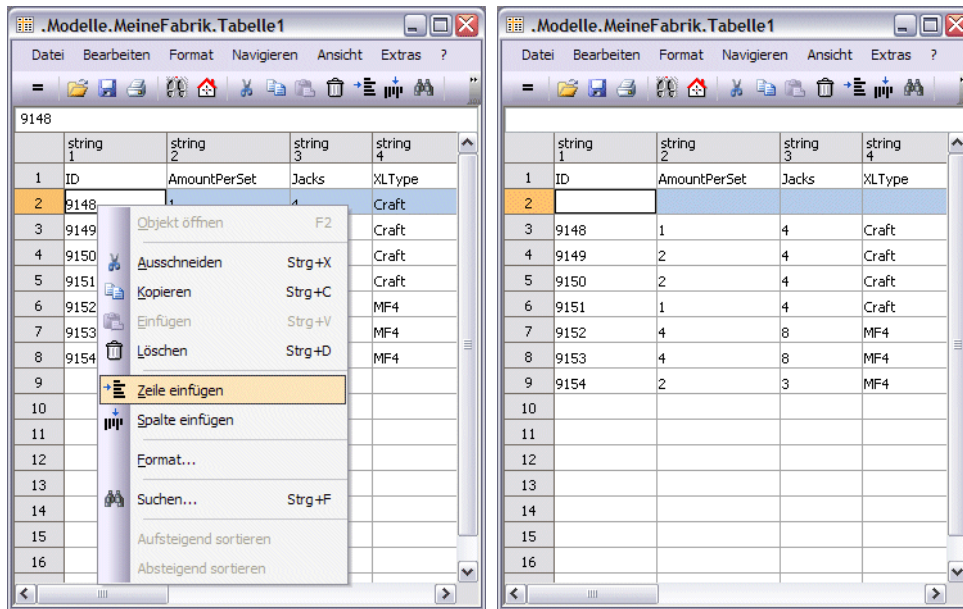 .Modelle.MeineFabrik.Tabelle1
Datei Bearbeiten Format Navigieren Ansicht Extras ?
9148
string 1 string 2 string 3 string 4
1 ID AmountPerSet Jacks XLType
2 9148 1 4 Craft
3 9149 Craft
4 9150 Craft
5 9151 Craft
6 9152 MF4
7 9153 MF4
8 9154 MF4
9
10
11
12
13
14
15
16
Objekt öffnen F2
Ausschneiden Strg+X
Kopieren Strg+C
Einfügen Strg+V
Löschen Strg+D
Zeile einfügen
Spalte einfügen
Format...
Suchen... Strg+F
Aufsteigend sortieren
Absteigend sortieren
.Modelle.MeineFabrik.Tabelle1
Datei Bearbeiten Format Navigieren Ansicht Extras ?
string 1 string 2 string 3 string 4
1 ID AmountPerSet Jacks XLType
2
3 9148 1 4 Craft
4 9149 2 4 Craft
5 9150 2 4 Craft
6 9151 1 4 Craft
7 9152 4 8 MF4
8 9153 4 8 MF4
9 9154 2 3 MF4
10
11
12
13
14
15
16